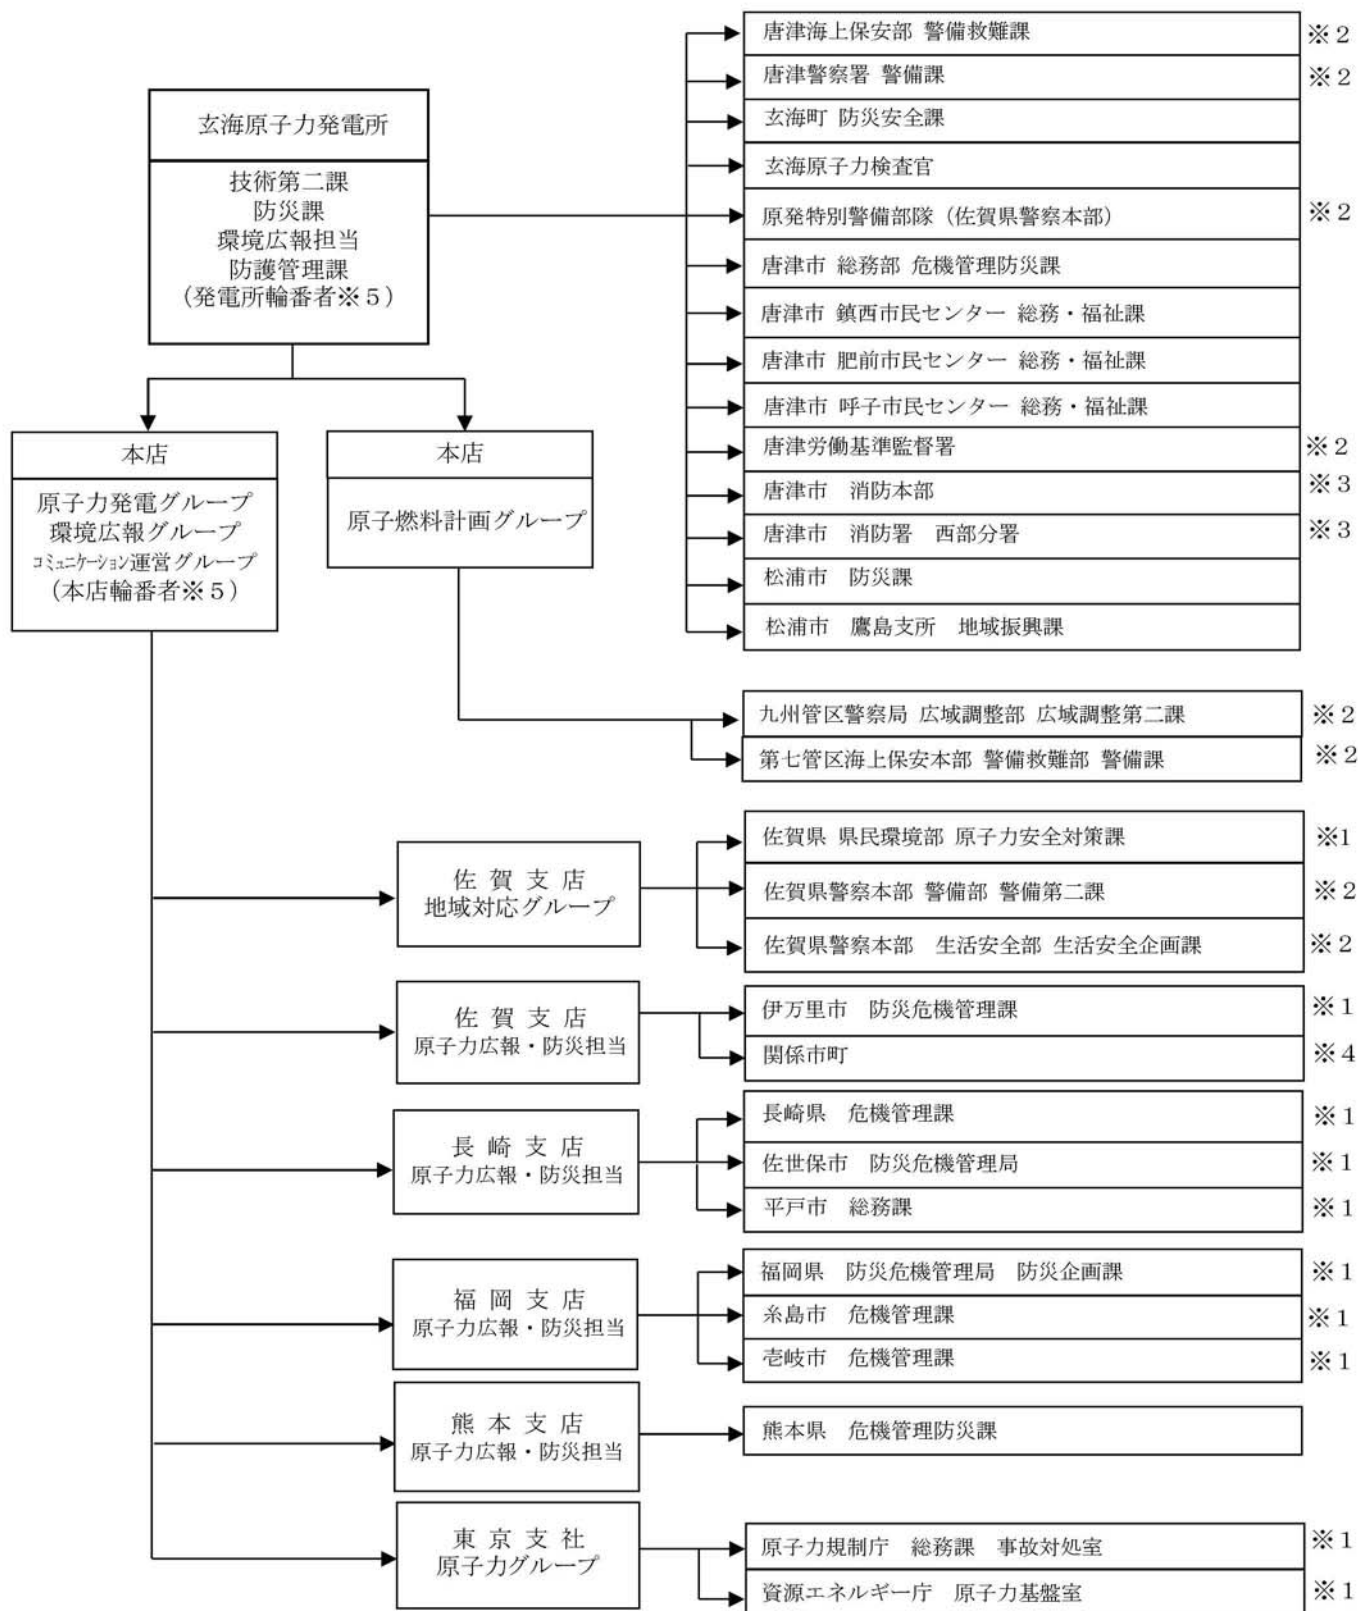 玄海原子力発電所
技術第二課
防災課
環境広報担当
防護管理課
(発電所輪番者※5)
本店
原子力発電グループ
環境広報グループ
コミュニケーション運営グループ
(本店輪番者※5)
本店
原子燃料計画グループ
唐津海上保安部 警備救難課 ※2
唐津警察署 警備課 ※2
玄海町 防災安全課
玄海原子力検査官
原発特別警備部隊(佐賀県警察本部) ※2
唐津市 総務部 危機管理防災課
唐津市 鎮西市民センター 総務・福祉課
唐津市 肥前市民センター 総務・福祉課
唐津市 呼子市民センター 総務・福祉課
唐津労働基準監督署 ※2
唐津市 消防本部 ※3
唐津市 消防署 西部分署 ※3
松浦市 防災課
松浦市 鷹島支所 地域振興課
九州管区警察局 広域調整部 広域調整第二課 ※2
第七管区海上保安本部 警備救難部 警備課 ※2
佐賀支店
地域対応グループ
佐賀県 県民環境部 原子力安全対策課 ※1
佐賀県警察本部 警備部 警備第二課 ※2
佐賀県警察本部 生活安全部 生活安全企画課 ※2
佐賀支店
原子力広報・防災担当
伊万里市 防災危機管理課 ※1
関係市町 ※4
長崎支店
原子力広報・防災担当
長崎県 危機管理課 ※1
佐世保市 防災危機管理局 ※1
平戸市 総務課 ※1
福岡支店
原子力広報・防災担当
福岡県 防災危機管理局 防災企画課 ※1
糸島市 危機管理課 ※1
壱岐市 危機管理課 ※1
熊本支店
原子力広報・防災担当
熊本県 危機管理防災課
東京支社
原子力グループ
原子力規制庁 総務課 事故対処室 ※1
資源エネルギー庁 原子力基盤室 ※1